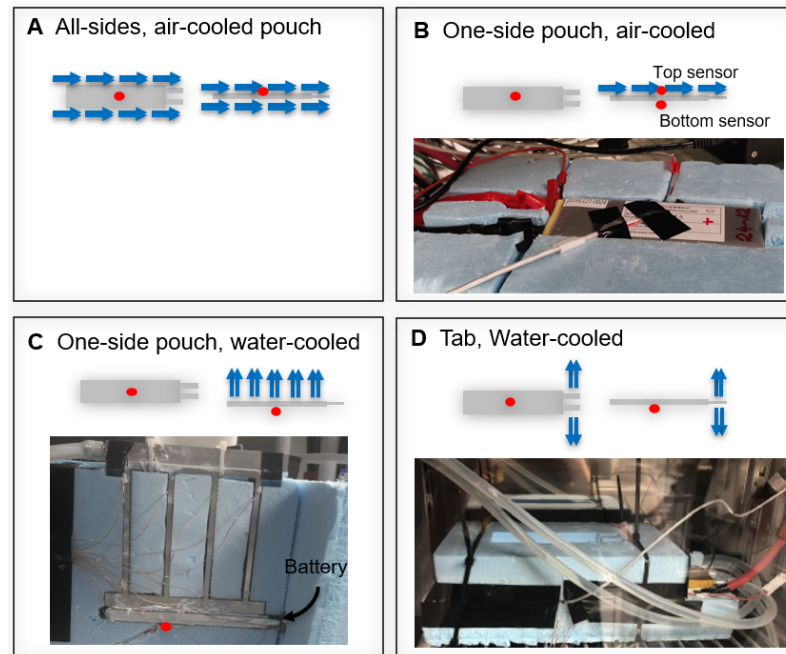 A All-sides, air-cooled pouch
B One-side pouch, air-cooled
Top sensor
Bottom sensor
+
C One-side pouch, water-cooled
Battery
D Tab, Water-cooled